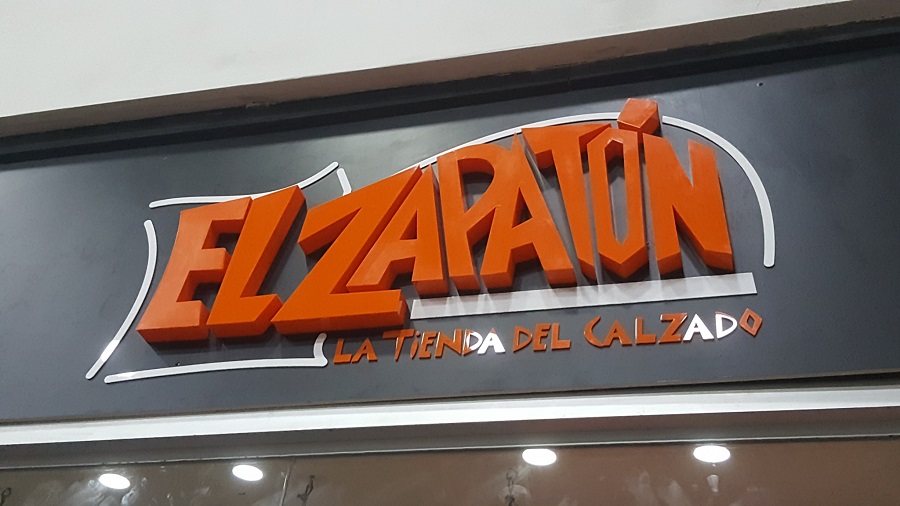 EL ZAPATÓN
LA TiENDA DEL CALZADO